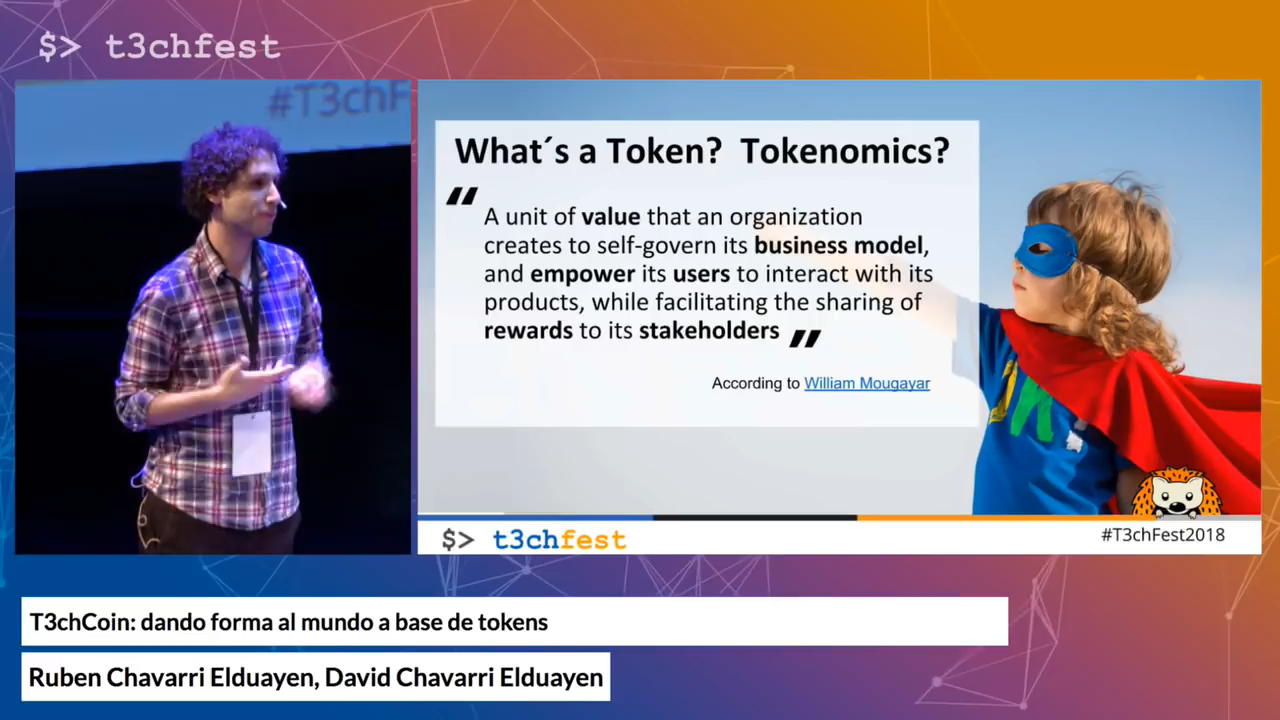 $> t3chfest
#T3chF
What´s a Token? Tokenomics?
“
A unit of value that an organization
creates to self-govern its business model,
and empower its users to interact with its
products, while facilitating the sharing of
rewards to its stakeholders ”
According to William Mougayar
$> t3chfest
#T3chFest2018
T3chCoin: dando forma al mundo a base de tokens
Ruben Chavarri Elduayen, David Chavarri Elduayen